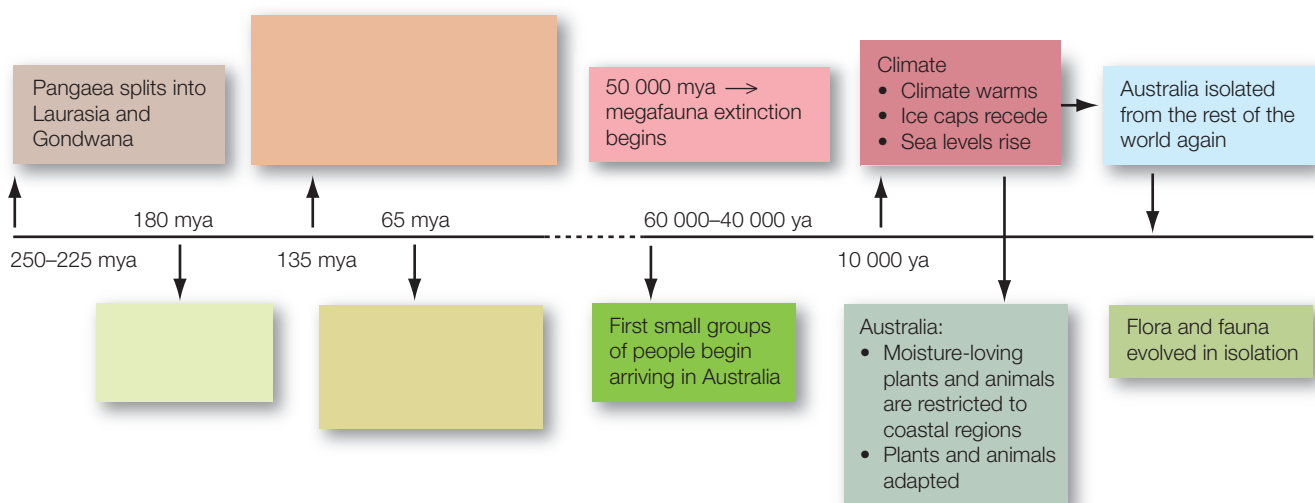 Pangaea splits into
Laurasia and
Gondwana
50 000 mya →
megafauna extinction
begins
Climate
• Climate warms
• Ice caps recede
• Sea levels rise
Australia isolated
from the rest of the
world again
180 mya
65 mya
60 000–40 000 ya
250–225 mya
135 mya
10 000 ya
First small groups
of people begin
arriving in Australia
Australia:
• Moisture-loving
plants and animals
are restricted to
coastal regions
• Plants and animals
adapted
Flora and fauna
evolved in isolation